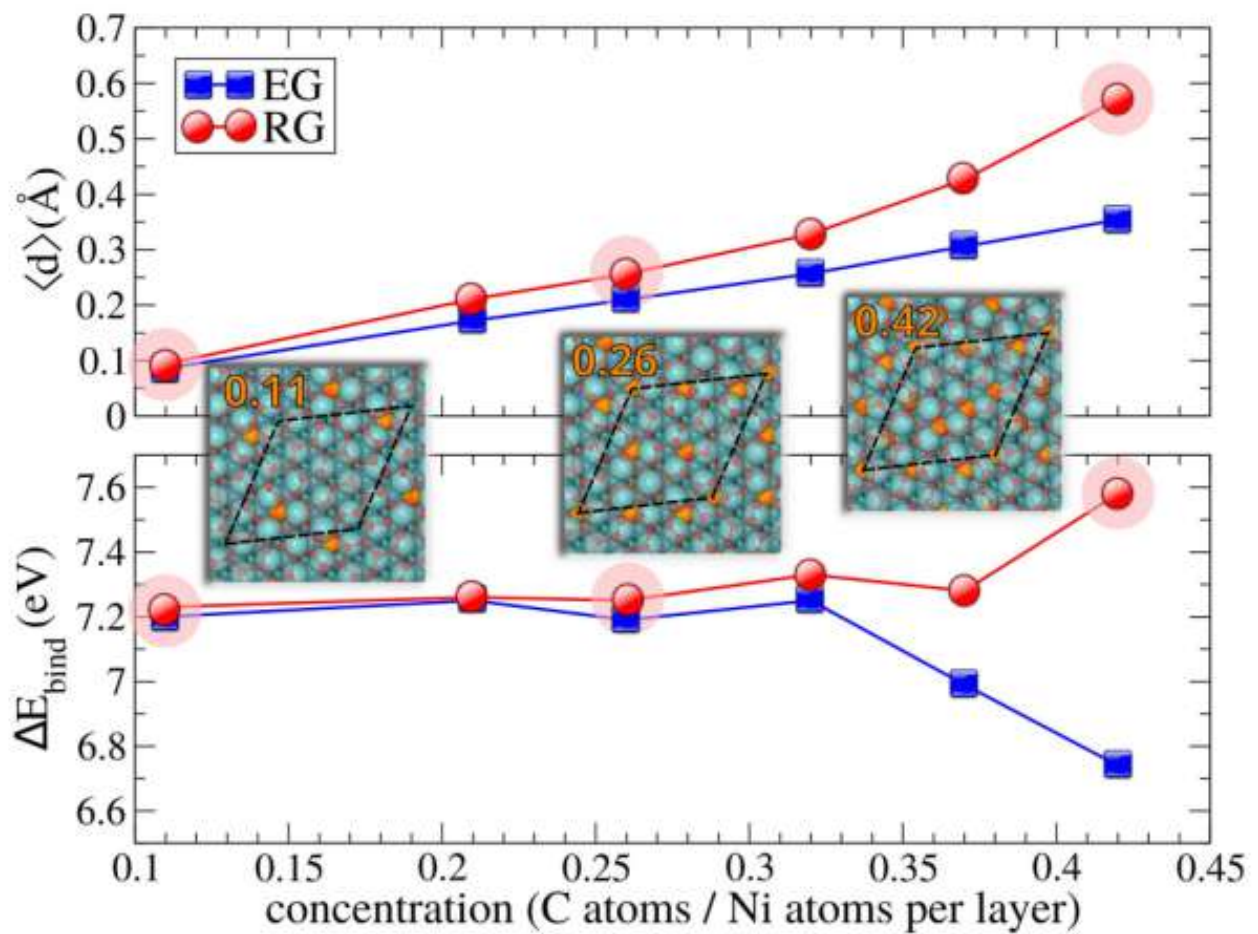 0.7
0.6
0.5
0.4
0.3
0.2
0.1
0
⟨d⟩(Å)
EG
RG
0.11
0.26
0.42
7.6
7.4
7.2
7
6.8
6.6
ΔE_bind (eV)
0.1 0.15 0.2 0.25 0.3 0.35 0.4 0.45
concentration (C atoms / Ni atoms per layer)